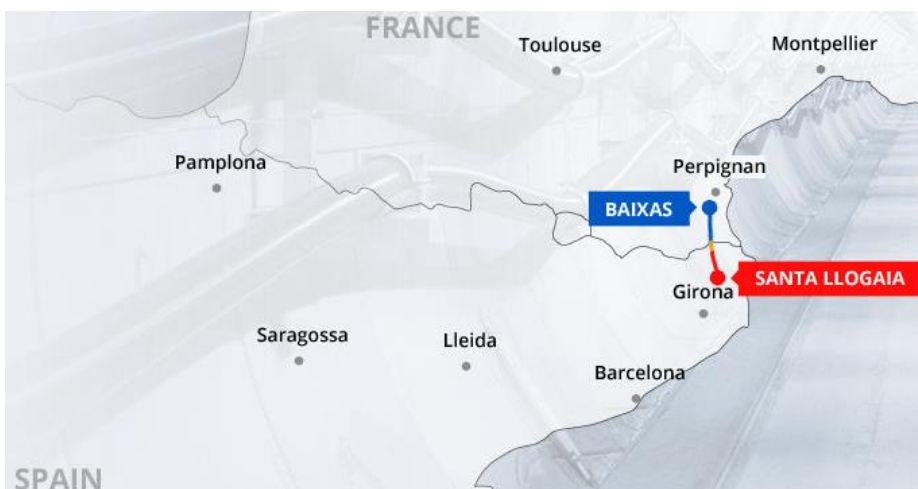 FRANCE
Toulouse
Montpellier
Pamplona
Perpignan
BAIXAS
SANTA LLOGAIA
Girona
Saragossa
Lleida
Barcelona
SPAIN